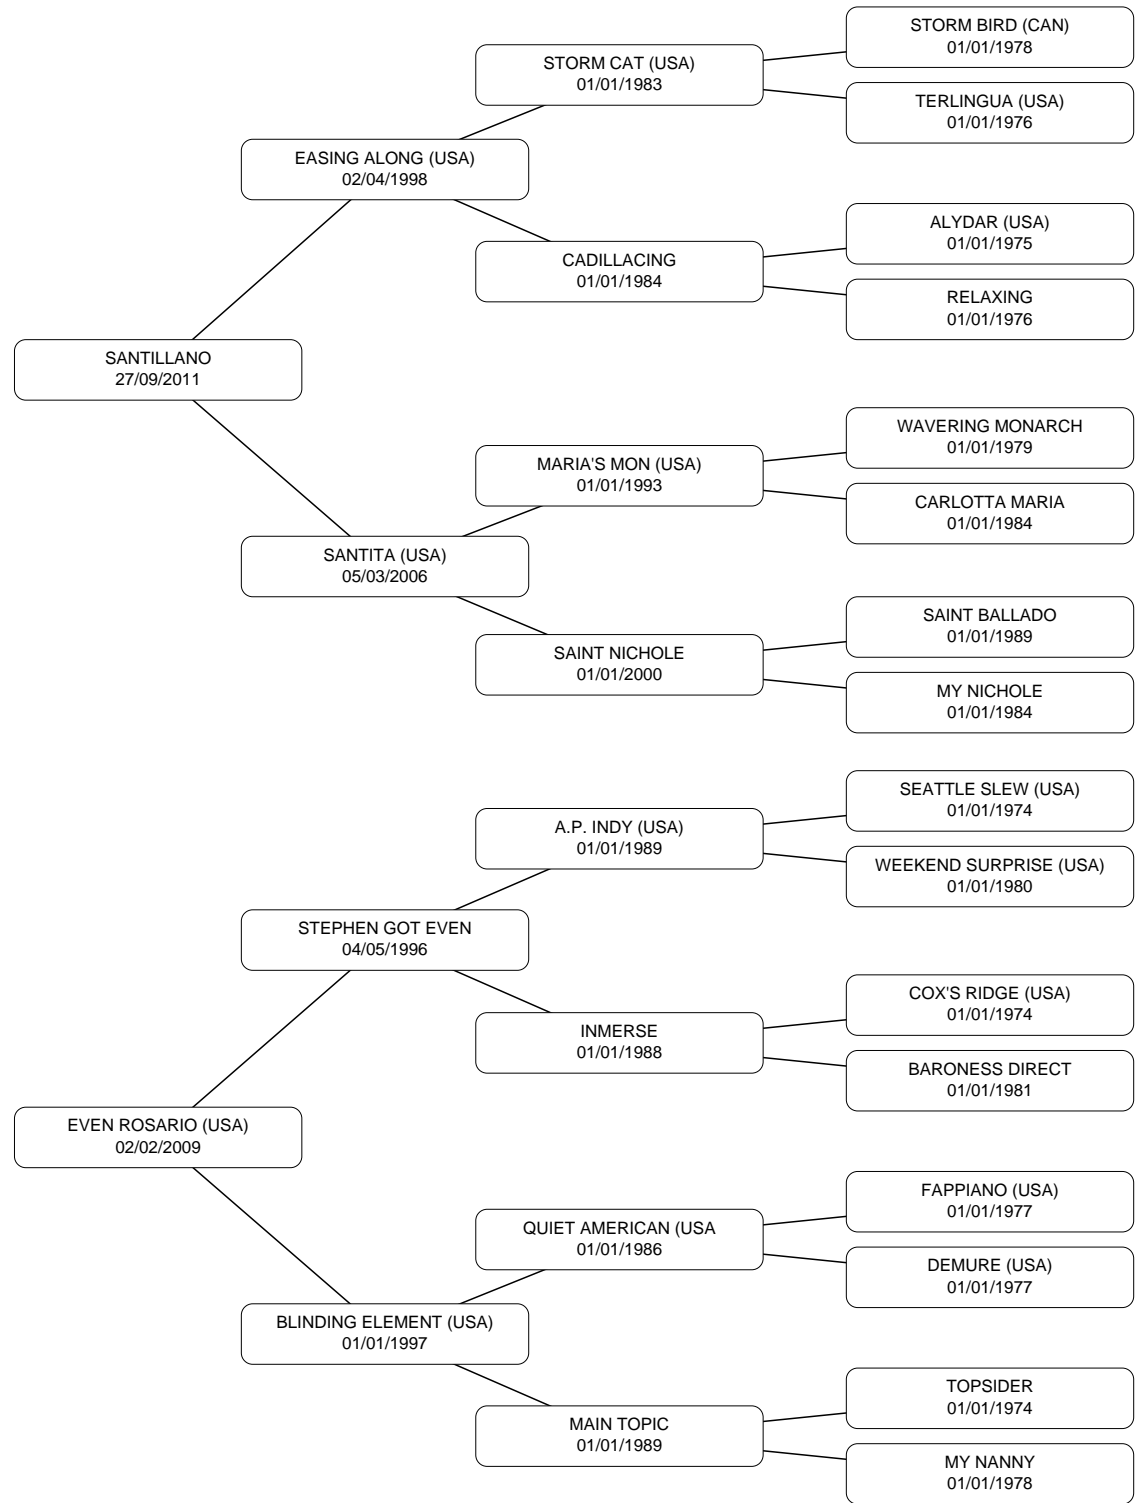 STORM BIRD (CAN)
01/01/1978
STORM CAT (USA)
01/01/1983
TERLINGUA (USA)
01/01/1976
EASING ALONG (USA)
02/04/1998
ALYDAR (USA)
01/01/1975
CADILLACING
01/01/1984
RELAXING
01/01/1976
SANTILLANO
27/09/2011
WAVERING MONARCH
01/01/1979
MARIA'S MON (USA)
01/01/1993
CARLOTTA MARIA
01/01/1984
SANTITA (USA)
05/03/2006
SAINT BALLADO
01/01/1989
SAINT NICHOLE
01/01/2000
MY NICHOLE
01/01/1984
SEATTLE SLEW (USA)
01/01/1974
A.P. INDY (USA)
01/01/1989
WEEKEND SURPRISE (USA)
01/01/1980
STEPHEN GOT EVEN
04/05/1996
COX'S RIDGE (USA)
01/01/1974
INMERSE
01/01/1988
BARONESS DIRECT
01/01/1981
EVEN ROSARIO (USA)
02/02/2009
FAPPIANO (USA)
01/01/1977
QUIET AMERICAN (USA
01/01/1986
DEMURE (USA)
01/01/1977
BLINDING ELEMENT (USA)
01/01/1997
TOPSIDER
01/01/1974
MAIN TOPIC
01/01/1989
MY NANNY
01/01/1978